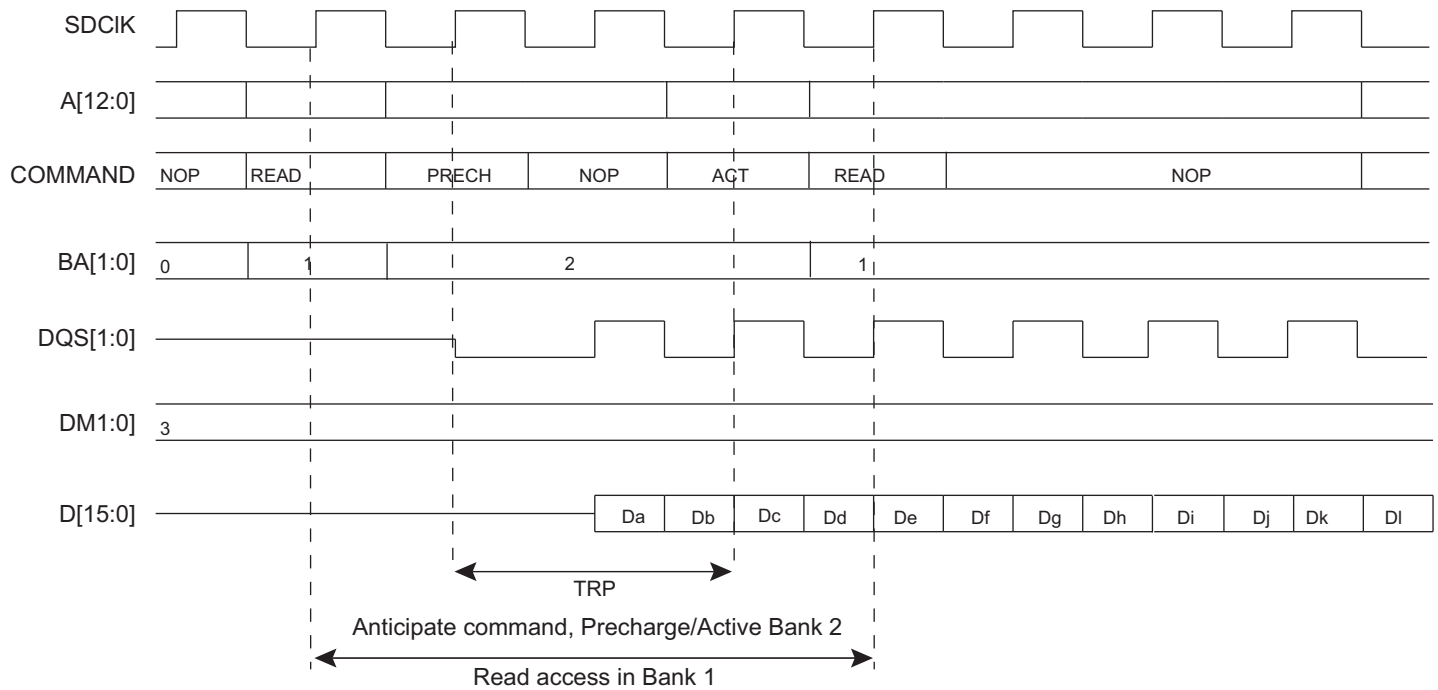 SDClK
A[12:0]
COMMAND NOP READ PRECH NOP ACT READ NOP
BA[1:0] 0 1 2 1
DQS[1:0]
DM1:0] 3
D[15:0] Da Db Dc Dd De Df Dg Dh Di Dj Dk Dl
TRP
Anticipate command, Precharge/Active Bank 2
Read access in Bank 1